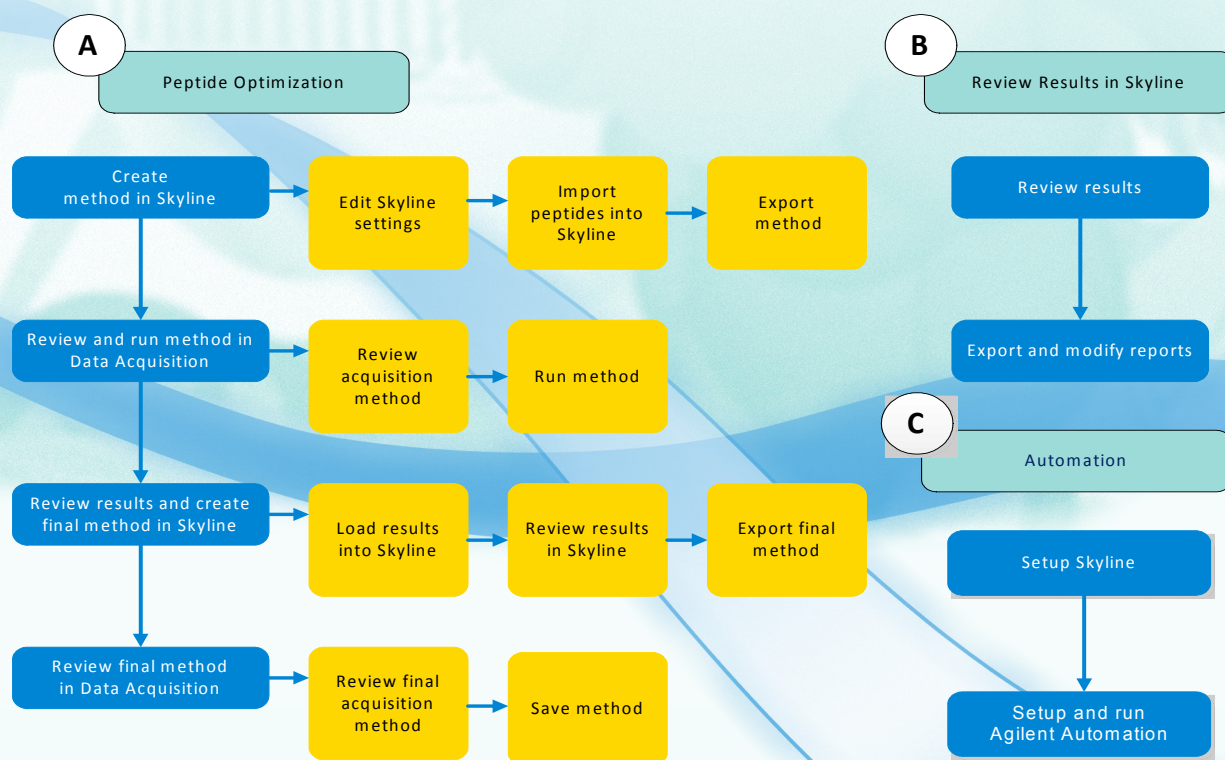 A
Peptide Optimization
Create
method in Skyline
Edit Skyline
settings
Import
peptides into
Skyline
Export
method
Review and run method in
Data Acquisition
Review
acquisition
method
Run method
Review results and create
final method in Skyline
Load results
into Skyline
Review results
in Skyline
Export final
method
Review final method
in Data Acquisition
Review final
acquisition
method
Save method
B
Review Results in Skyline
Review results
Export and modify reports
C
Automation
Setup Skyline
Setup and run
Agilent Automation